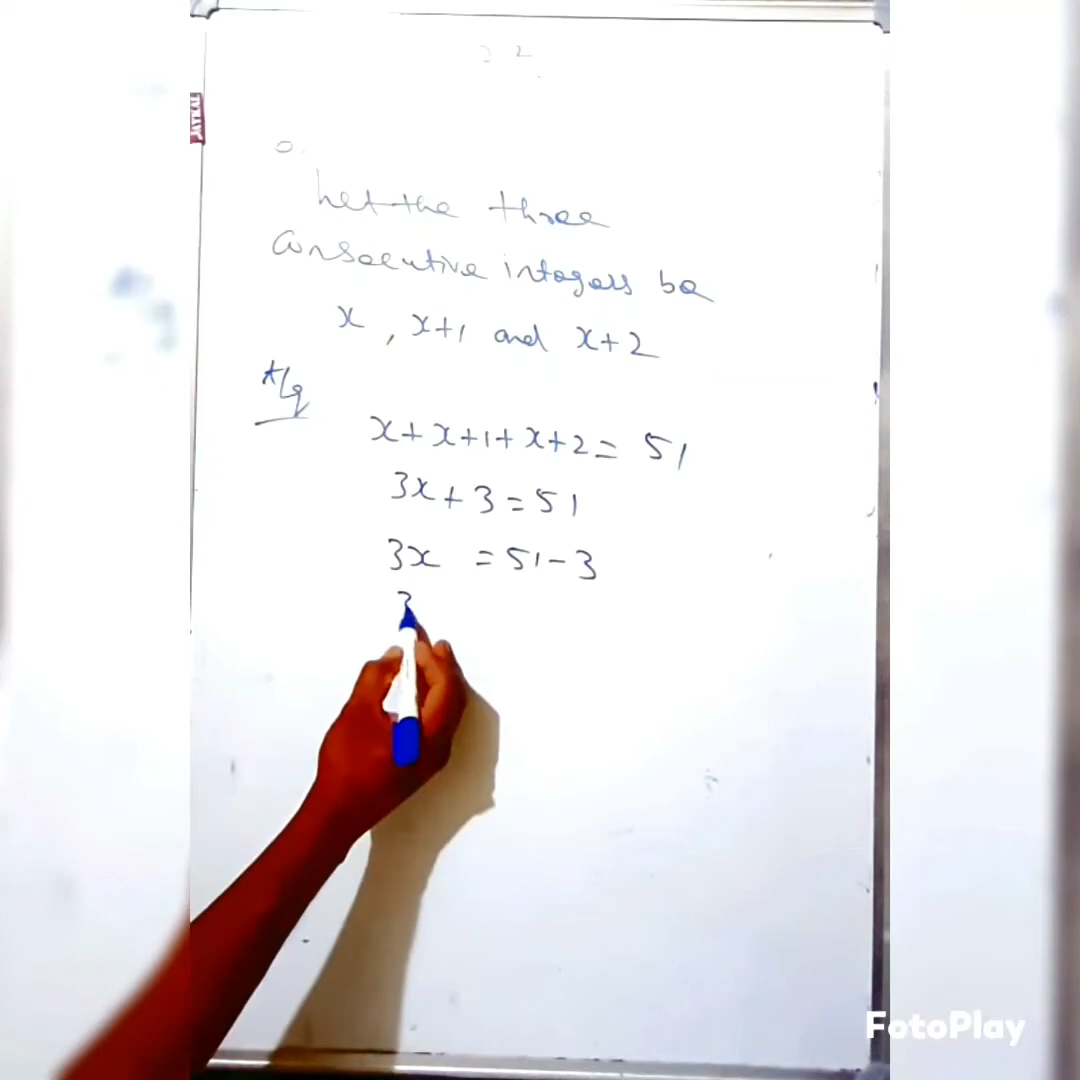 Let the three
consecutive integers be
x, x+1 and x+2
A/q
x+x+1+x+2= 51
3x+3=51
3x = 51-3
3
FotoPlay